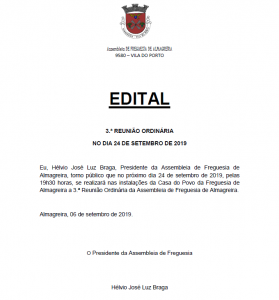 Assembleia DE FREGUESIA DE ALMAGREIRA
9580 – VILA DO PORTO
EDITAL
3.ª REUNIÃO ORDINÁRIA
NO DIA 24 DE SETEMBRO DE 2019
Eu, Hélvio José Luz Braga, Presidente da Assembleia de Freguesia de
Almagreira, torno público que no próximo dia 24 de setembro de 2019, pelas
19h30 horas, se realizará nas instalações da Casa do Povo da Freguesia de
Almagreira a 3.ª Reunião Ordinária da Assembleia de Freguesia de Almagreira.
Almagreira, 06 de setembro de 2019.
O Presidente da Assembleia de Freguesia
Hélvio José Luz Braga